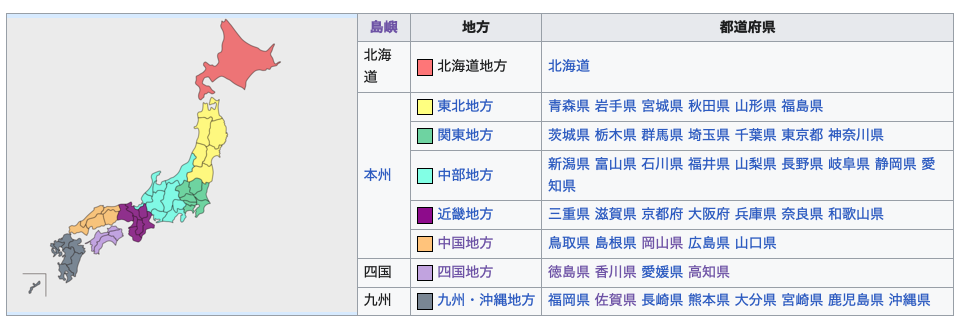 島嶼 地方 都道府県
北海道 北海道地方 北海道
本州 東北地方 青森県 岩手県 宮城県 秋田県 山形県 福島県
関東地方 茨城県 栃木県 群馬県 埼玉県 千葉県 東京都 神奈川県
中部地方 新潟県 富山県 石川県 福井県 山梨県 長野県 岐阜県 静岡県 愛
知県
近畿地方 三重県 滋賀県 京都府 大阪府 兵庫県 奈良県 和歌山県
中国地方 鳥取県 島根県 岡山県 広島県 山口県
四国 四国地方 徳島県 香川県 愛媛県 高知県
九州 九州・沖縄地方 福岡県 佐賀県 長崎県 熊本県 大分県 宮崎県 鹿児島県 沖縄県